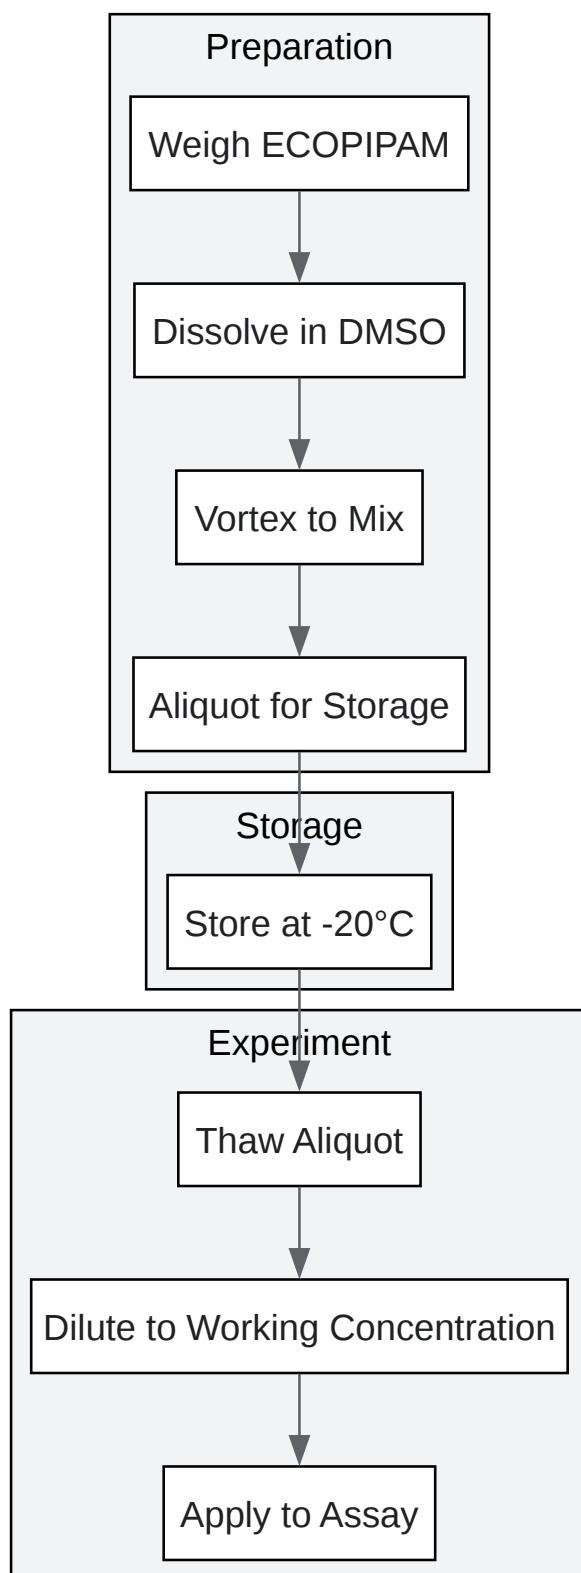 Preparation
Weigh ECOPIPAM
Dissolve in DMSO
Vortex to Mix
Aliquot for Storage
Storage
Store at -20°C
Experiment
Thaw Aliquot
Dilute to Working Concentration
Apply to Assay